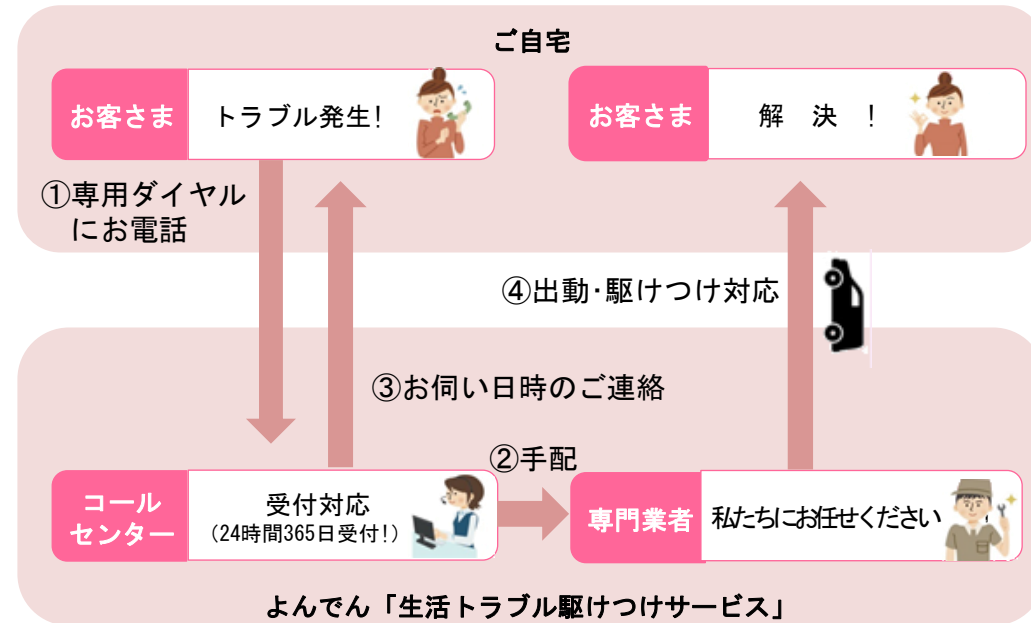 ご自宅
お客さま
トラブル発生!
お客さま
解 決 !
①専用ダイヤル
にお電話
④出動・駆けつけ対応
③お伺い日時のご連絡
②手配
コール
センター
受付対応
(24時間365日受付!)
専門業者
私たちにお任せください!
よんでん「生活トラブル駆けつけサービス」